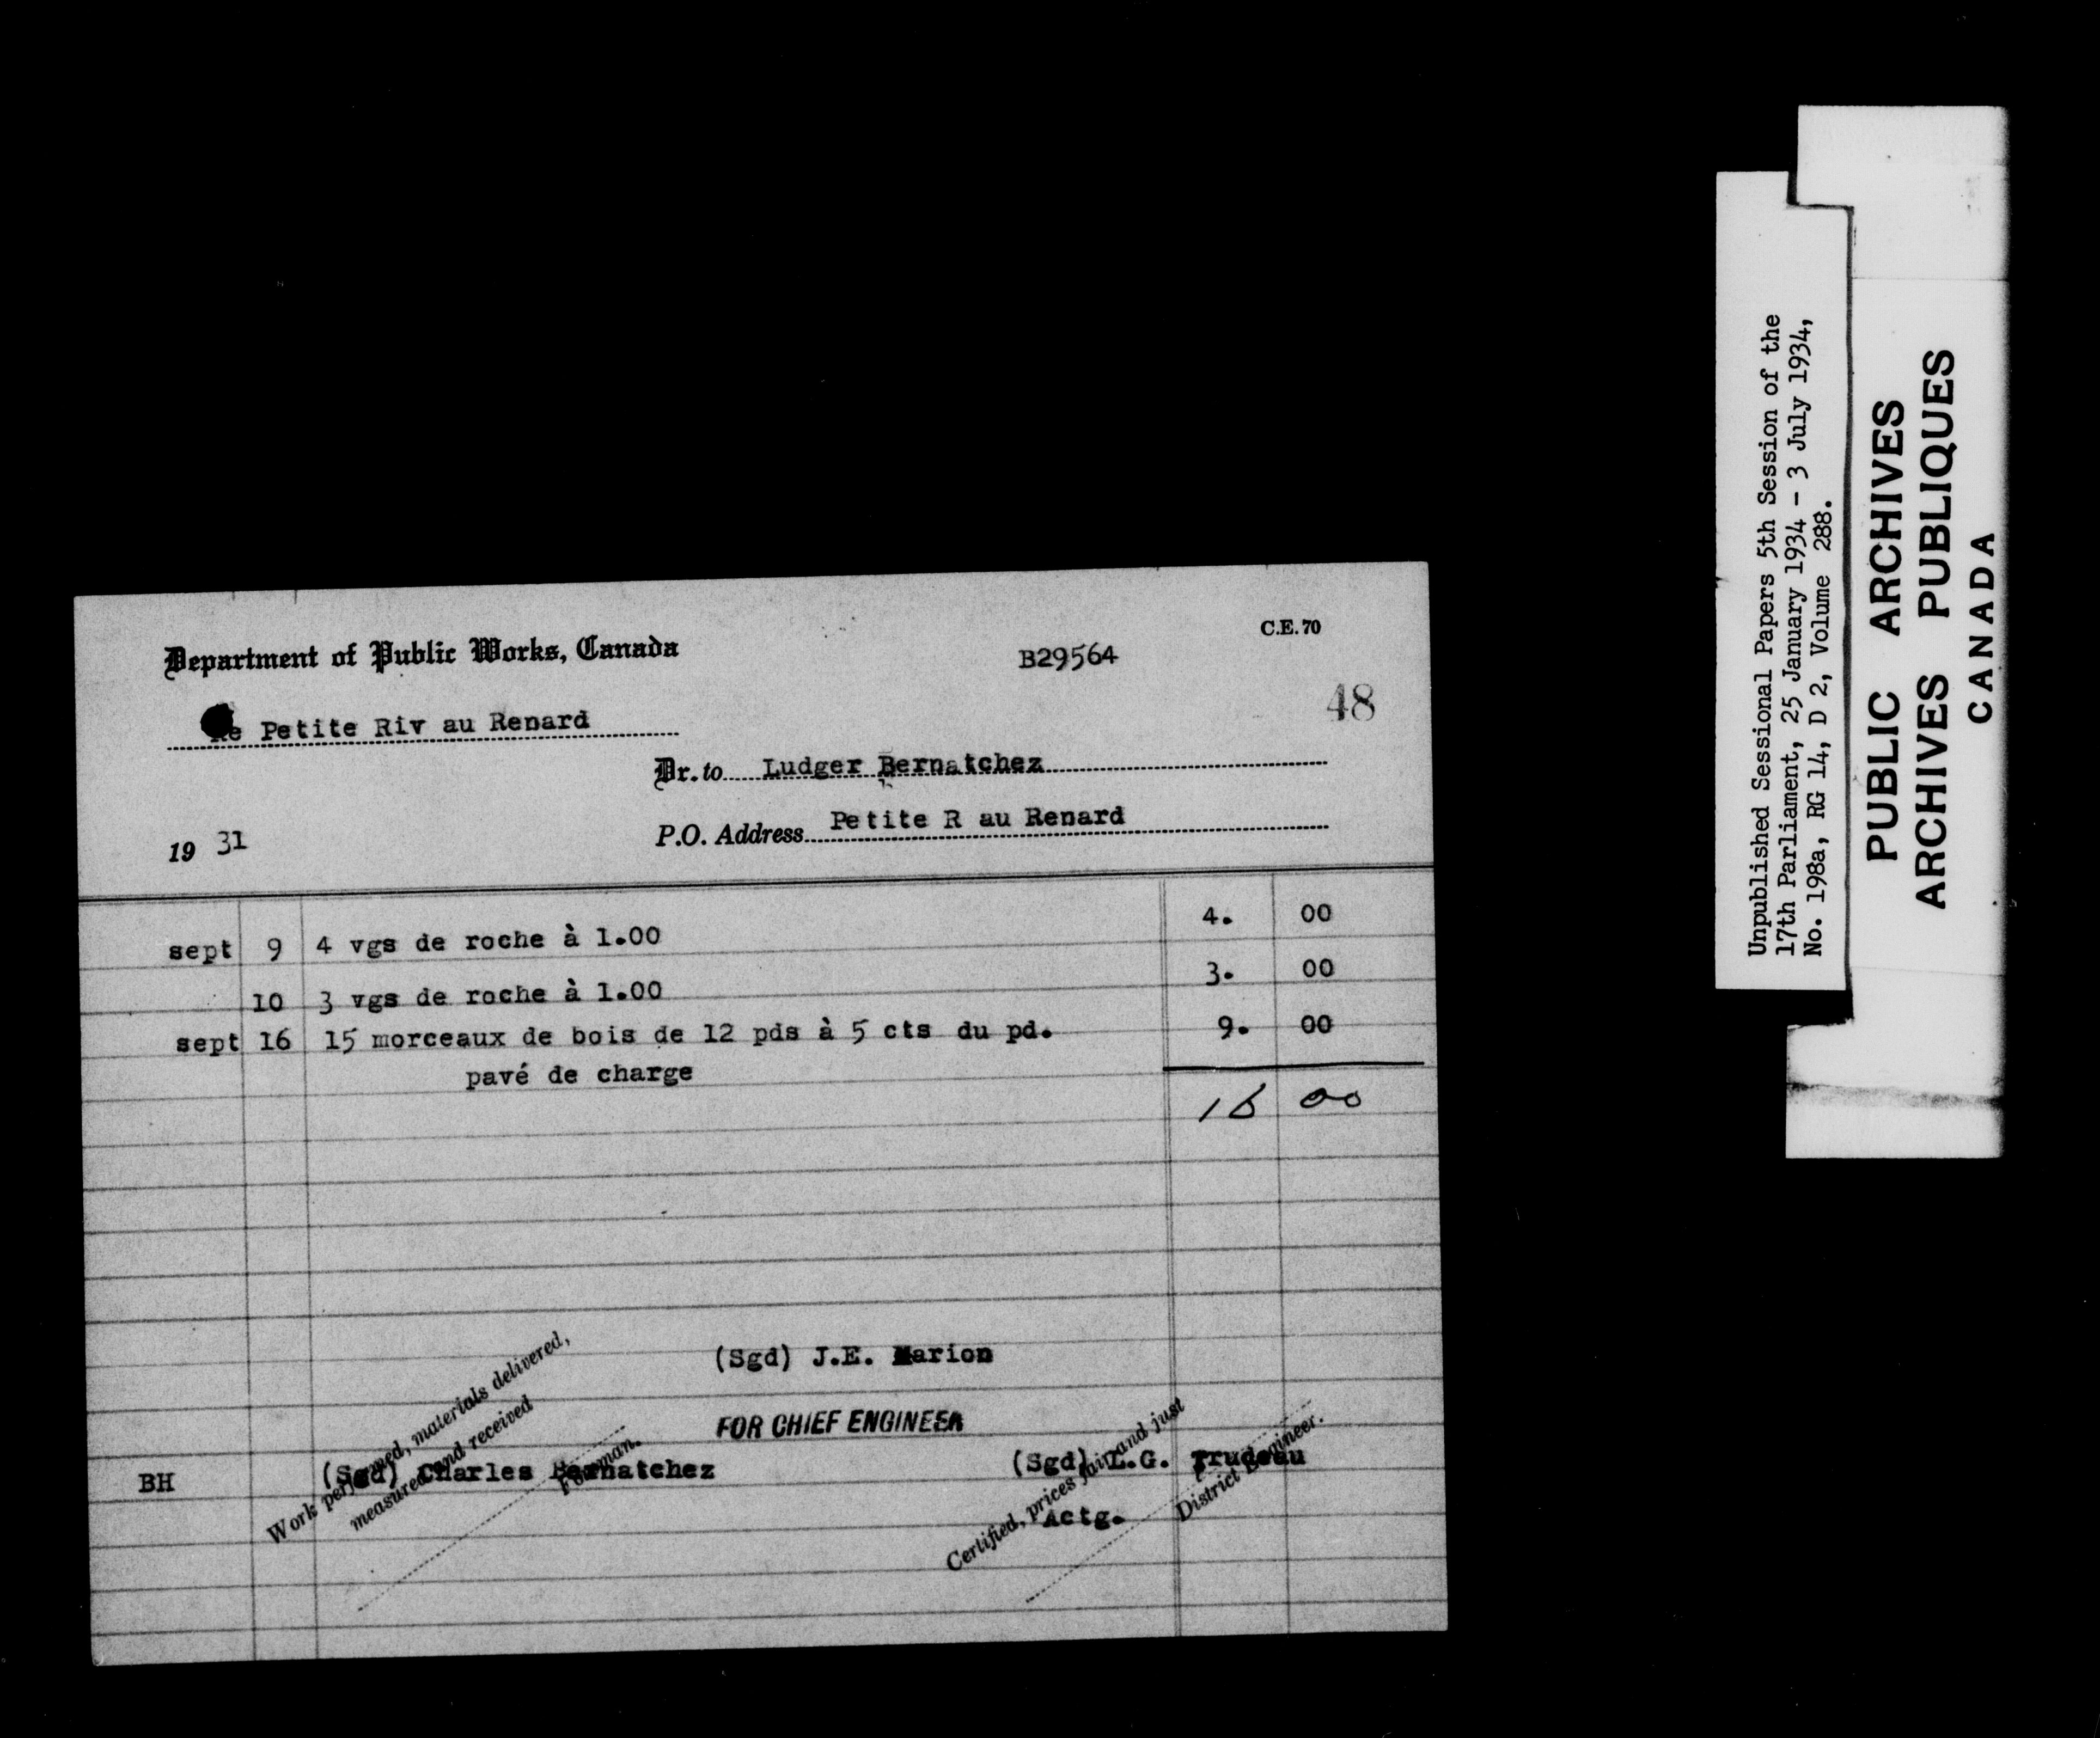 Department of Public Works, Canada
B29564
C.E. 70
48
Re Petite Riv au Renard
Dr. to Ludger Bernatchez
P.O. Address Petite R au Renard
19 31
sept 9 4 vgs de roche à 1.00 4. 00
10 3 vgs de roche à 1.00 3. 00
sept 16 15 morceaux de bois de 12 pds à 5 cts du pd. 9. 00
pavé de charge
16 00
(Sgd) J.E. Marion
FOR CHIEF ENGINEER
BH
Work performed, materials delivered,
measured and received
(Sgd) Charles Bernatchez
Foreman.
Certified, prices fair and just
(Sgd) L.G. Trudeau
Actg.
District Engineer.
Unpublished Sessional Papers 5th Session of the
17th Parliament, 25 January 1934 - 3 July 1934,
No. 198a, RG 14, D 2, Volume 288.
PUBLIC ARCHIVES
ARCHIVES PUBLIQUES
CANADA